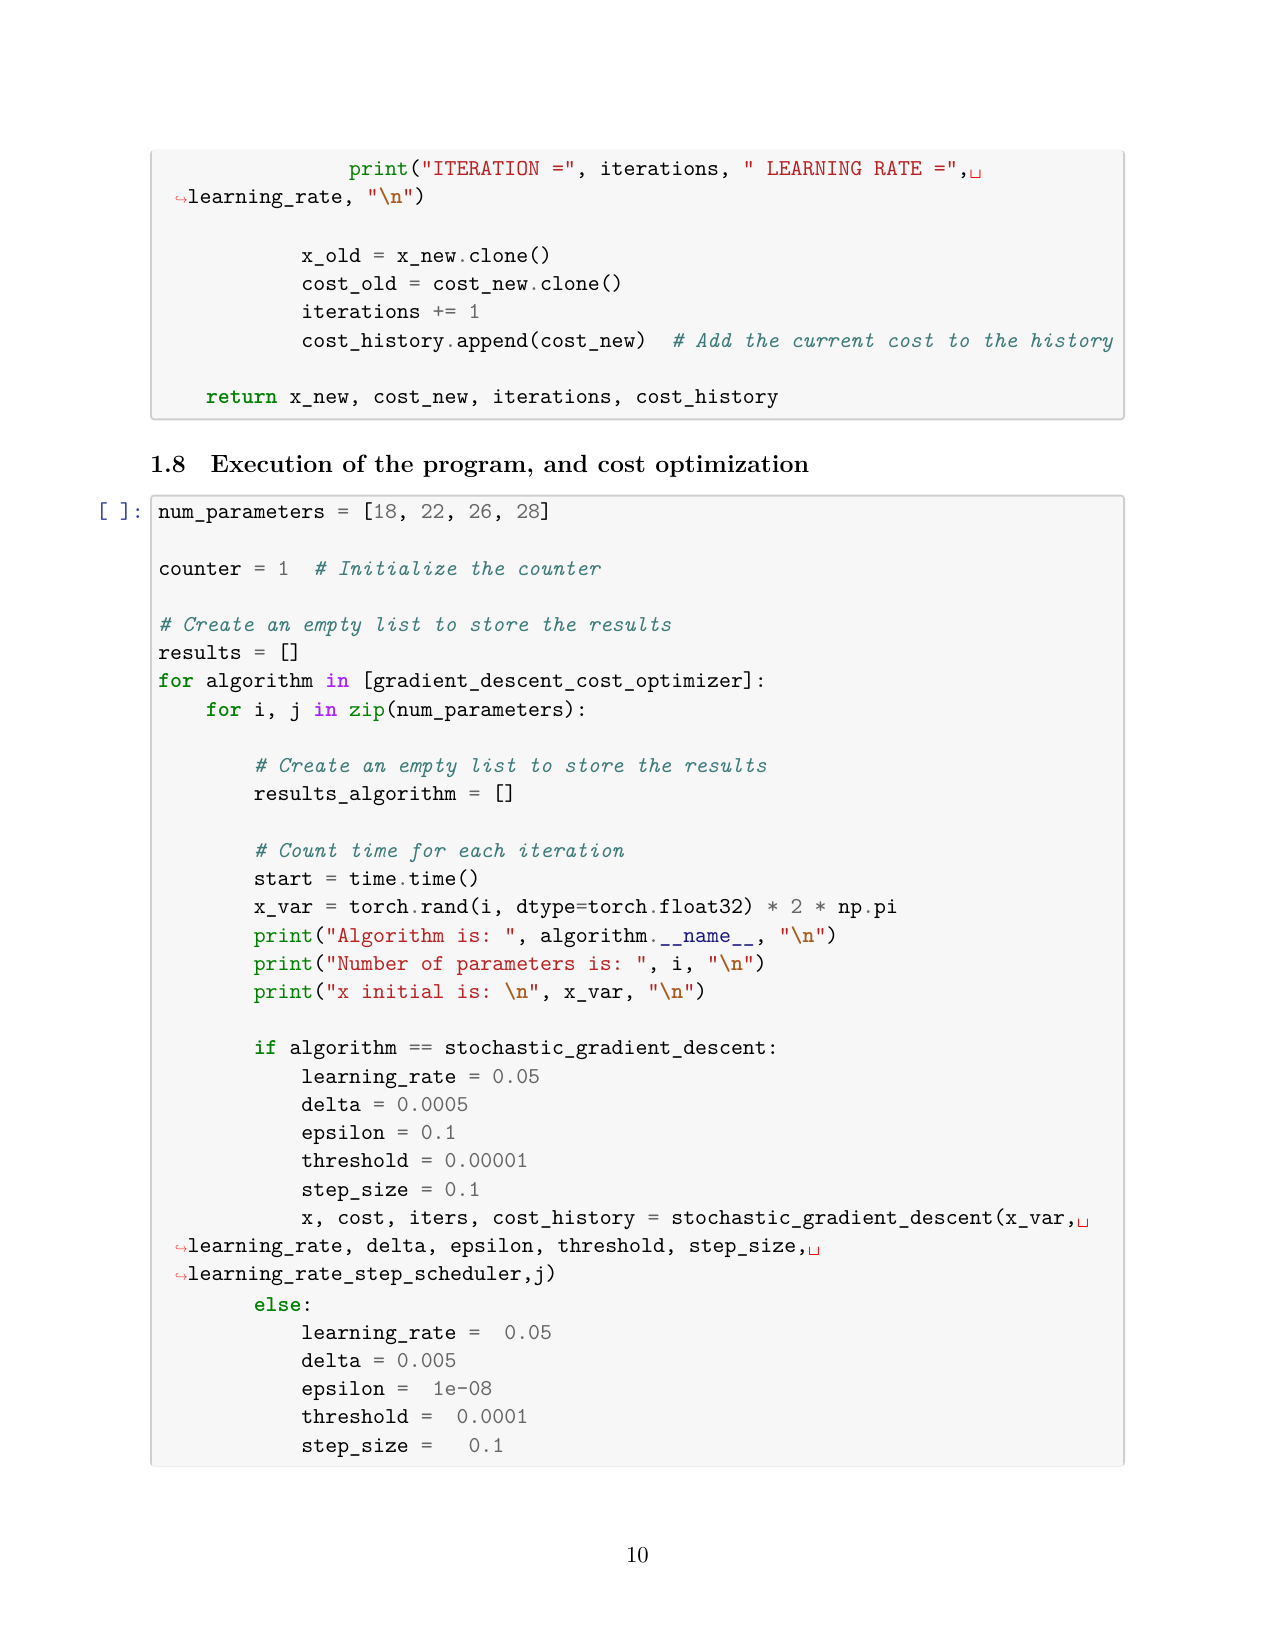 print("ITERATION =", iterations, " LEARNING RATE =",␣
↪learning_rate, "\n")

            x_old = x_new.clone()
            cost_old = cost_new.clone()
            iterations += 1
            cost_history.append(cost_new)  # Add the current cost to the history

    return x_new, cost_new, iterations, cost_history

1.8 Execution of the program, and cost optimization

[ ]: num_parameters = [18, 22, 26, 28]

counter = 1  # Initialize the counter

# Create an empty list to store the results
results = []
for algorithm in [gradient_descent_cost_optimizer]:
    for i, j in zip(num_parameters):

        # Create an empty list to store the results
        results_algorithm = []

        # Count time for each iteration
        start = time.time()
        x_var = torch.rand(i, dtype=torch.float32) * 2 * np.pi
        print("Algorithm is: ", algorithm.__name__, "\n")
        print("Number of parameters is: ", i, "\n")
        print("x initial is: \n", x_var, "\n")

        if algorithm == stochastic_gradient_descent:
            learning_rate = 0.05
            delta = 0.0005
            epsilon = 0.1
            threshold = 0.00001
            step_size = 0.1
            x, cost, iters, cost_history = stochastic_gradient_descent(x_var,␣
↪learning_rate, delta, epsilon, threshold, step_size,␣
↪learning_rate_step_scheduler,j)
        else:
            learning_rate =  0.05
            delta = 0.005
            epsilon =  1e-08
            threshold =  0.0001
            step_size =   0.1

10